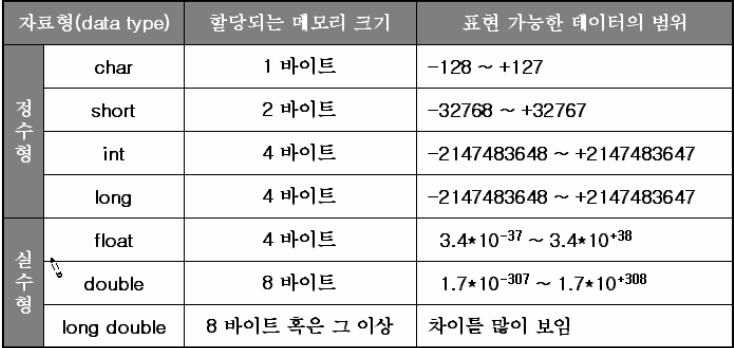 자료형(data type) 할당되는 메모리 크기 표현 가능한 데이터의 범위
정수형
char 1 바이트 -128 ~ +127
short 2 바이트 -32768 ~ +32767
int 4 바이트 -2147483648 ~ +2147483647
long 4 바이트 -2147483648 ~ +2147483647
실수형
float 4 바이트 3.4*10⁻³⁷ ~ 3.4*10⁺³⁸
double 8 바이트 1.7*10⁻³⁰⁷ ~ 1.7*10⁺³⁰⁸
long double 8 바이트 혹은 그 이상 차이를 많이 보임